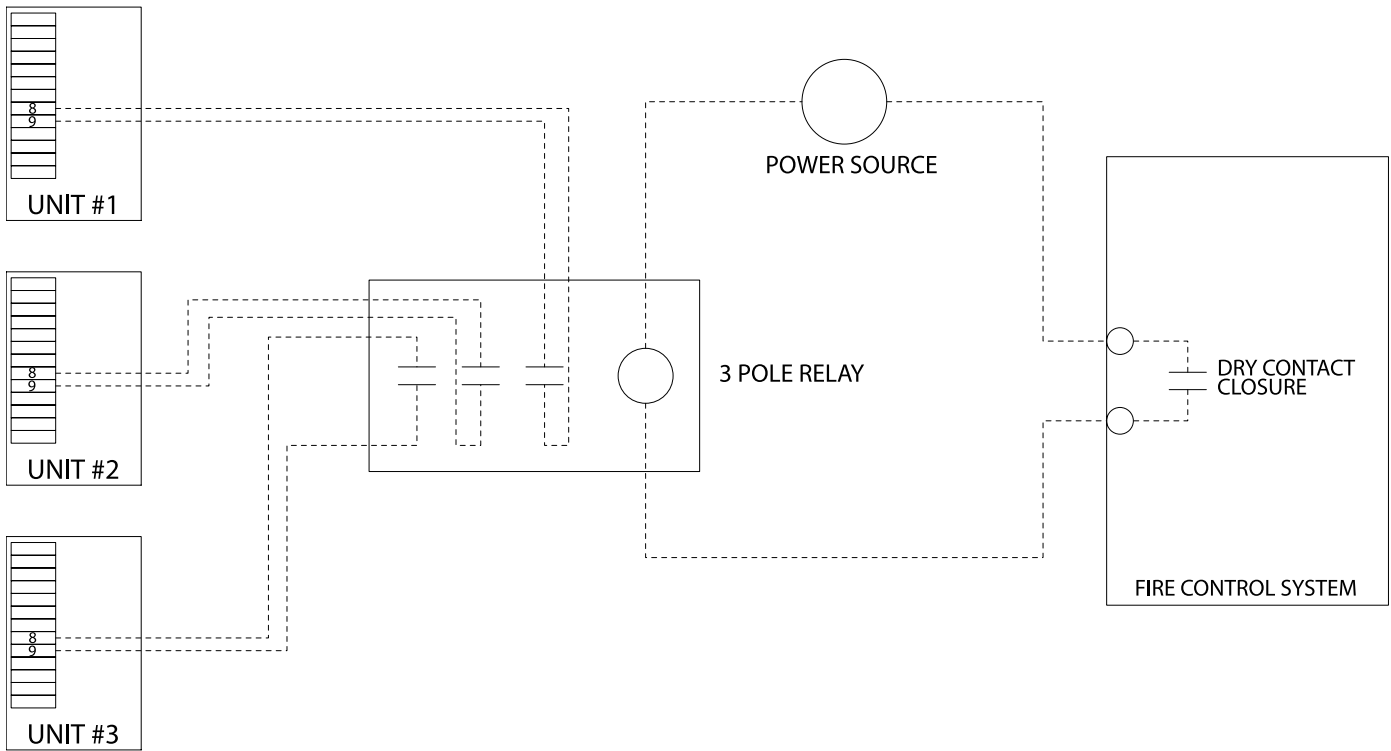 8
9
UNIT #1
POWER SOURCE
8
9
UNIT #2
3 POLE RELAY
DRY CONTACT
CLOSURE
FIRE CONTROL SYSTEM
8
9
UNIT #3